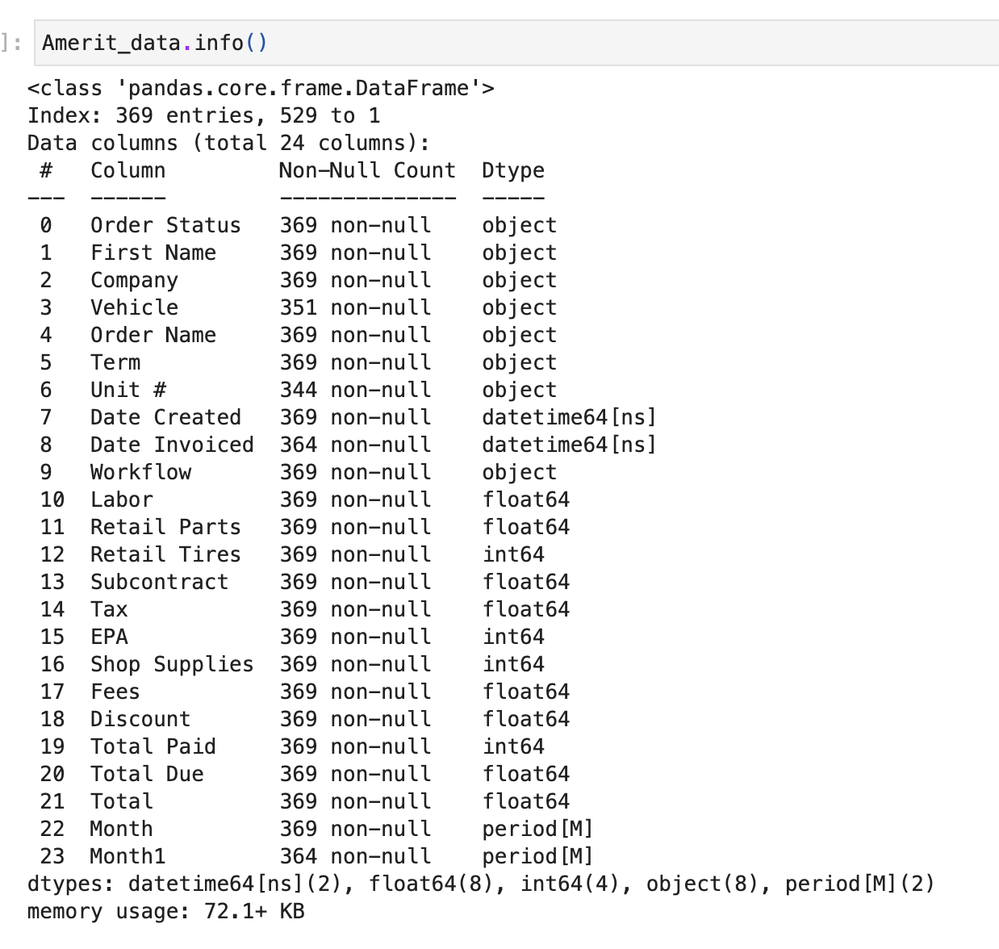 ]: Amerit_data.info()
<class 'pandas.core.frame.DataFrame'>
Index: 369 entries, 529 to 1
Data columns (total 24 columns):
 #   Column         Non-Null Count  Dtype
---  ------         --------------  -----
 0   Order Status   369 non-null    object
 1   First Name     369 non-null    object
 2   Company        369 non-null    object
 3   Vehicle        351 non-null    object
 4   Order Name     369 non-null    object
 5   Term           369 non-null    object
 6   Unit #         344 non-null    object
 7   Date Created   369 non-null    datetime64[ns]
 8   Date Invoiced  364 non-null    datetime64[ns]
 9   Workflow       369 non-null    object
 10  Labor          369 non-null    float64
 11  Retail Parts   369 non-null    float64
 12  Retail Tires   369 non-null    int64
 13  Subcontract    369 non-null    float64
 14  Tax            369 non-null    float64
 15  EPA            369 non-null    int64
 16  Shop Supplies  369 non-null    int64
 17  Fees           369 non-null    float64
 18  Discount       369 non-null    float64
 19  Total Paid     369 non-null    int64
 20  Total Due      369 non-null    float64
 21  Total          369 non-null    float64
 22  Month          369 non-null    period[M]
 23  Month1         364 non-null    period[M]
dtypes: datetime64[ns](2), float64(8), int64(4), object(8), period[M](2)
memory usage: 72.1+ KB